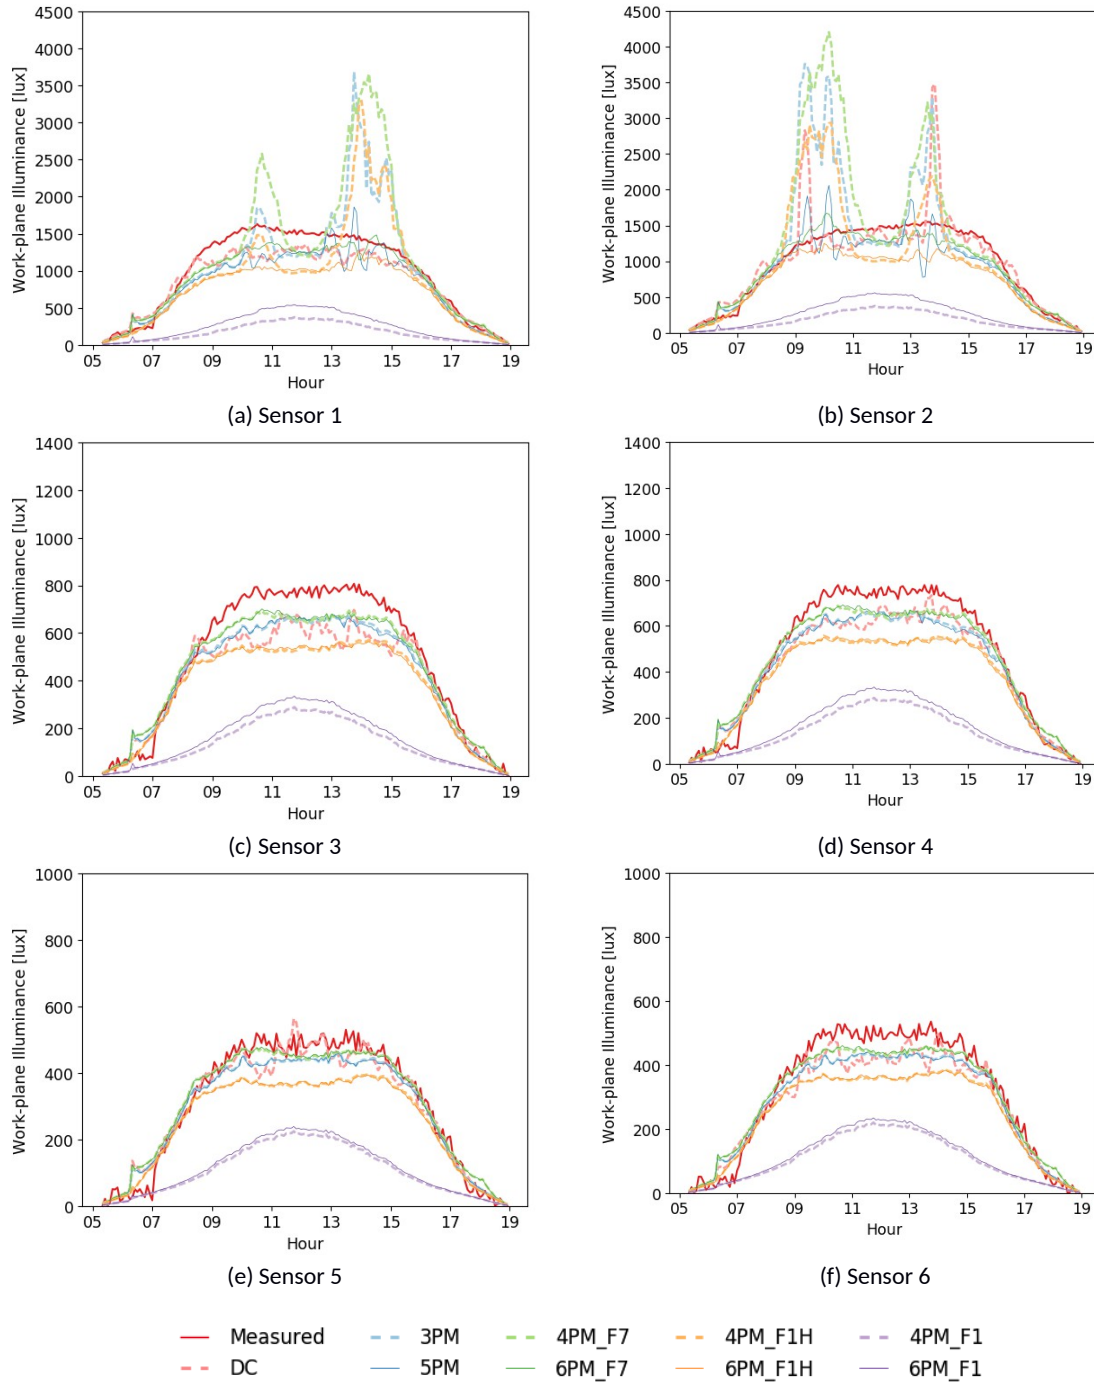 4500
4000
3500
3000
2500
2000
1500
1000
500
0
Work-plane Illuminance [lux]
05 07 09 11 13 15 17 19
Hour
(a) Sensor 1
4500
4000
3500
3000
2500
2000
1500
1000
500
0
Work-plane Illuminance [lux]
05 07 09 11 13 15 17 19
Hour
(b) Sensor 2
1400
1200
1000
800
600
400
200
0
Work-plane Illuminance [lux]
05 07 09 11 13 15 17 19
Hour
(c) Sensor 3
1400
1200
1000
800
600
400
200
0
Work-plane Illuminance [lux]
05 07 09 11 13 15 17 19
Hour
(d) Sensor 4
1000
800
600
400
200
0
Work-plane Illuminance [lux]
05 07 09 11 13 15 17 19
Hour
(e) Sensor 5
1000
800
600
400
200
0
Work-plane Illuminance [lux]
05 07 09 11 13 15 17 19
Hour
(f) Sensor 6
Measured 3PM 4PM_F7 4PM_F1H 4PM_F1
DC 5PM 6PM_F7 6PM_F1H 6PM_F1